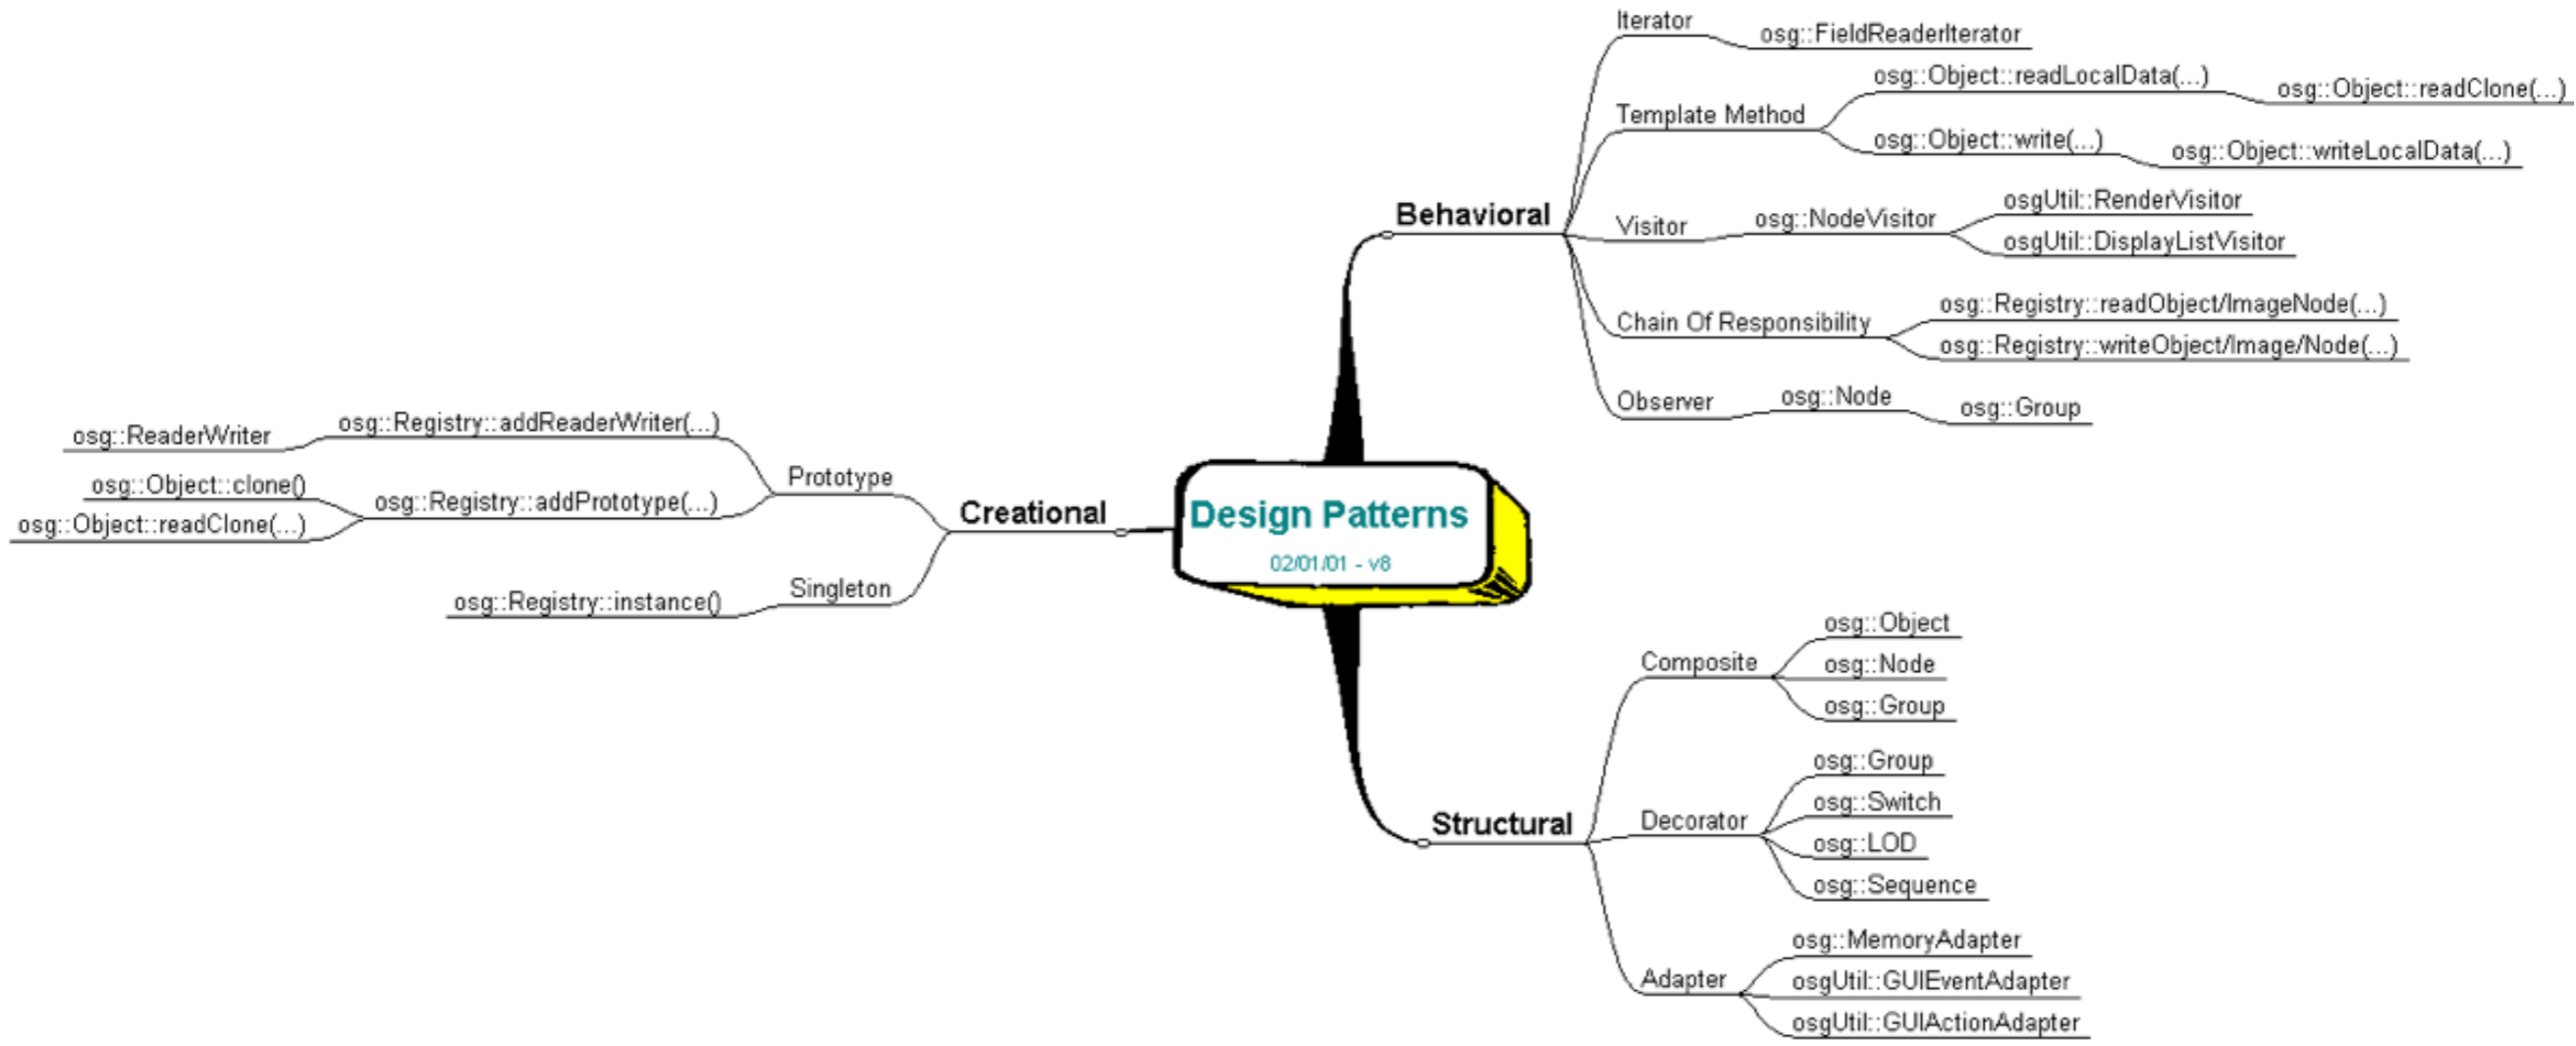 Iterator
osg::FieldReaderIterator
Template Method
osg::Object::readLocalData(...)
osg::Object::readClone(...)
osg::Object::write(...)
osg::Object::writeLocalData(...)
Behavioral
Visitor
osg::NodeVisitor
osgUtil::RenderVisitor
osgUtil::DisplayListVisitor
Chain Of Responsibility
osg::Registry::readObject/ImageNode(...)
osg::Registry::writeObject/Image/Node(...)
Observer
osg::Node
osg::Group
osg::ReaderWriter
osg::Registry::addReaderWriter(...)
Prototype
osg::Object::clone()
osg::Registry::addPrototype(...)
osg::Object::readClone(...)
Creational
Singleton
osg::Registry::instance()
Design Patterns
02/01/01 - v8
Structural
Composite
osg::Object
osg::Node
osg::Group
Decorator
osg::Group
osg::Switch
osg::LOD
osg::Sequence
Adapter
osg::MemoryAdapter
osgUtil::GUIEventAdapter
osgUtil::GUIActionAdapter